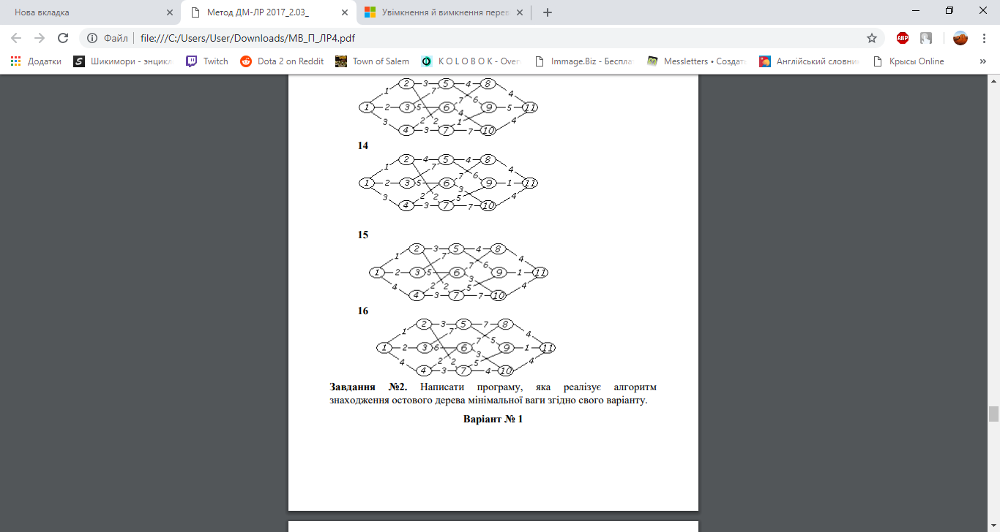 Нова вкладка
Метод ДМ-ЛР 2017_2.03_
Увімкнення й вимкнення перев
Файл
file:///C:/Users/User/Downloads/МВ_П_ЛР4.pdf
ABP
Додатки
Шикимори - энцикл
Twitch
Dota 2 on Reddit
Town of Salem
K O L O B O K - Over
Immage.Biz - Беспла
Messletters • Создат
Англійський словни
Крысы Online
»
2 3 5 4 8
1 7 4
1 2 3 5 6 7 6 9 5 11
4
3 2 2 1 4
4 3 7 7 10
14
2 4 5 4 8
1 7 4
1 2 3 5 6 7 6 9 1 11
3
3 2 2 5 4
4 3 7 7 10
15
2 3 5 4 8
1 7 4
1 2 3 5 6 7 6 9 1 11
3
4 2 2 5 4
4 3 7 7 10
16
2 3 5 7 8
1 7 4
1 2 3 6 6 7 5 9 1 11
3
4 2 2 5 4
4 3 7 4 10
Завдання №2. Написати програму, яка реалізує алгоритм
знаходження остового дерева мінімальної ваги згідно свого варіанту.
Варіант № 1